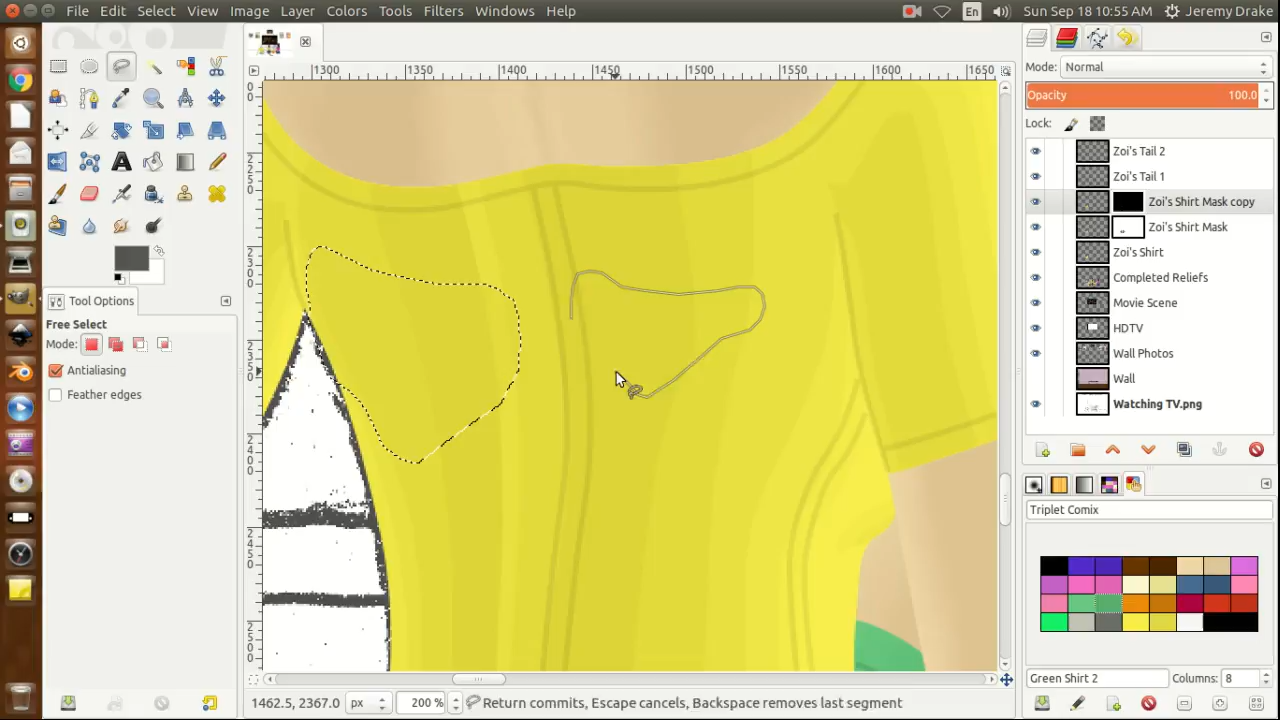 File Edit Select View Image Layer Colors Tools Filters Windows Help En Sun Sep 18 10:55 AM Jeremy Drake
1300 1350 1400 1450 1500 1550 1600 1650
Mode: Normal
Opacity 100.0
Lock:
Zoi's Tail 2
Zoi's Tail 1
Zoi's Shirt Mask copy
Zoi's Shirt Mask
Zoi's Shirt
Completed Reliefs
Movie Scene
HDTV
Wall Photos
Wall
Watching TV.png
Tool Options
Free Select
Mode:
Antialiasing
Feather edges
Triplet Comix
Green Shirt 2 Columns: 8
1462.5, 2367.0 px 200 % Return commits, Escape cancels, Backspace removes last segment